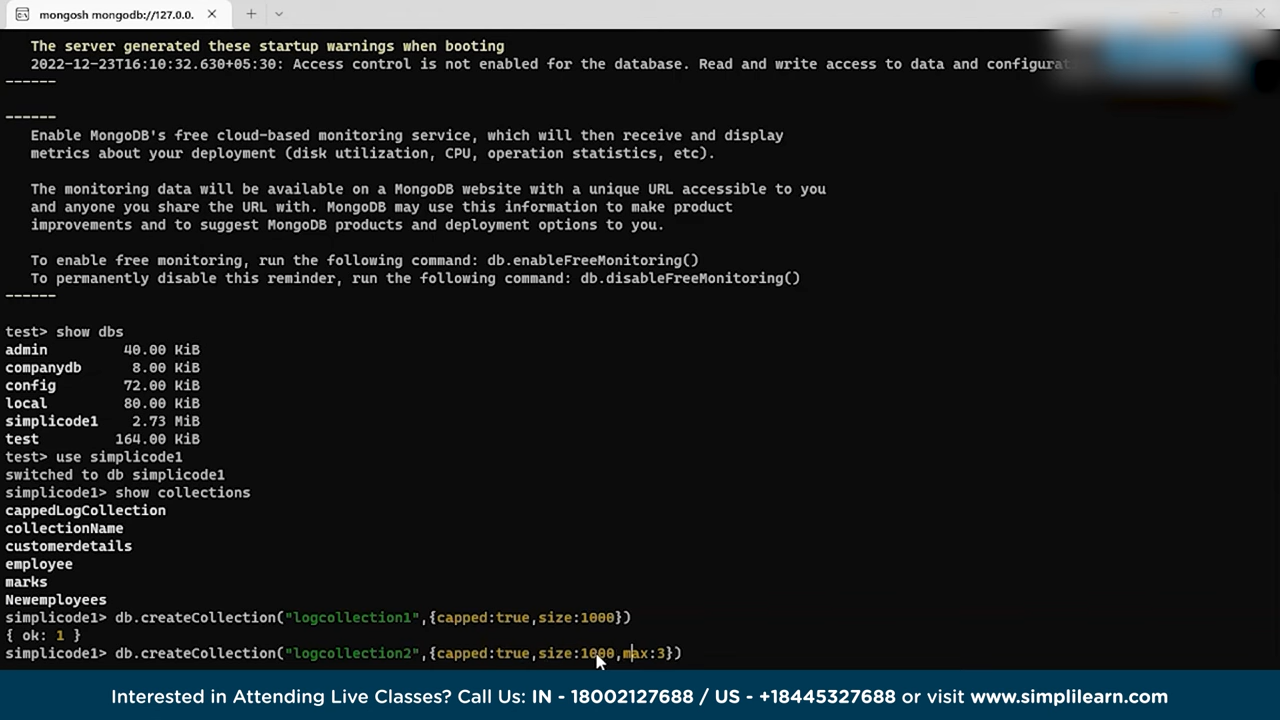 mongosh mongodb://127.0.0.
The server generated these startup warnings when booting
2022-12-23T16:10:32.630+05:30: Access control is not enabled for the database. Read and write access to data and configurat
------
------
Enable MongoDB's free cloud-based monitoring service, which will then receive and display
metrics about your deployment (disk utilization, CPU, operation statistics, etc).
The monitoring data will be available on a MongoDB website with a unique URL accessible to you
and anyone you share the URL with. MongoDB may use this information to make product
improvements and to suggest MongoDB products and deployment options to you.
To enable free monitoring, run the following command: db.enableFreeMonitoring()
To permanently disable this reminder, run the following command: db.disableFreeMonitoring()
------
test> show dbs
admin 40.00 KiB
companydb 8.00 KiB
config 72.00 KiB
local 80.00 KiB
simplicode1 2.73 MiB
test 164.00 KiB
test> use simplicode1
switched to db simplicode1
simplicode1> show collections
cappedLogCollection
collectionName
customerdetails
employee
marks
Newemployees
simplicode1> db.createCollection("logcollection1",{capped:true,size:1000})
{ ok: 1 }
simplicode1> db.createCollection("logcollection2",{capped:true,size:1000,max:3})
Interested in Attending Live Classes? Call Us: IN - 18002127688 / US - +18445327688 or visit www.simplilearn.com